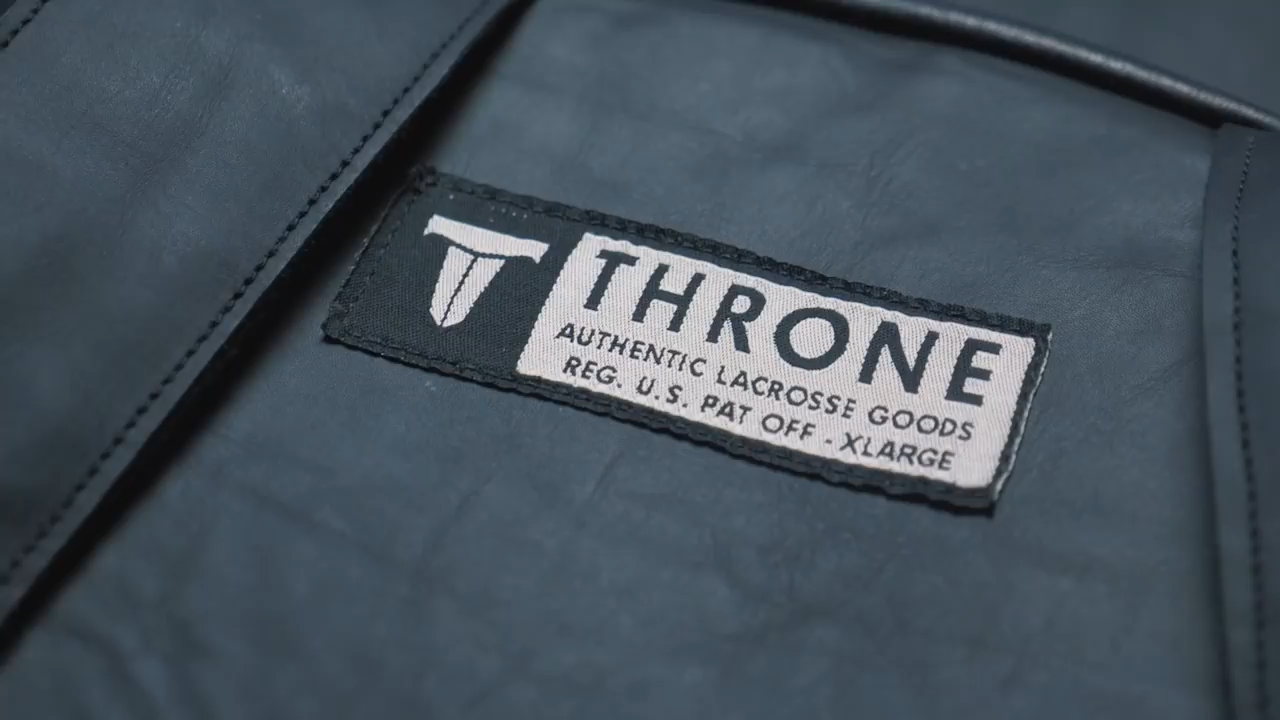 THRONE
AUTHENTIC LACROSSE GOODS
REG. U.S. PAT OFF - XLARGE